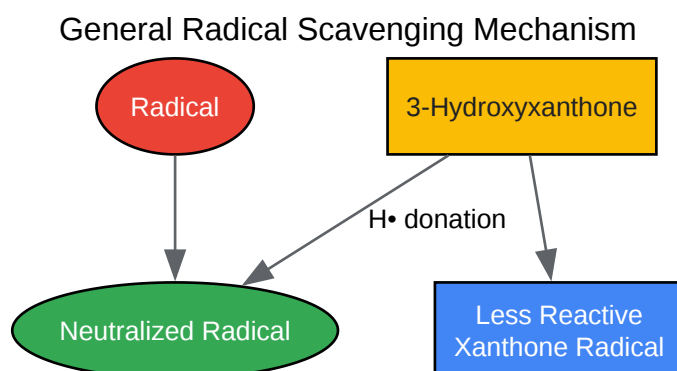 General Radical Scavenging Mechanism
Radical
3-Hydroxyxanthone
H• donation
Neutralized Radical
Less Reactive
Xanthone Radical